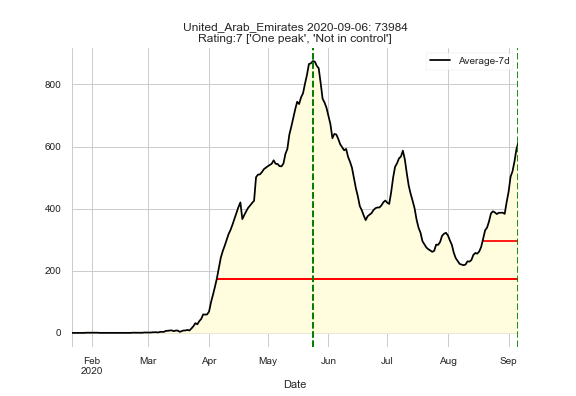 United_Arab_Emirates 2020-09-06: 73984
Rating:7 ['One peak', 'Not in control']
Average-7d
800
600
400
200
0
Feb
2020
Mar
Apr
May
Jun
Jul
Aug
Sep
Date